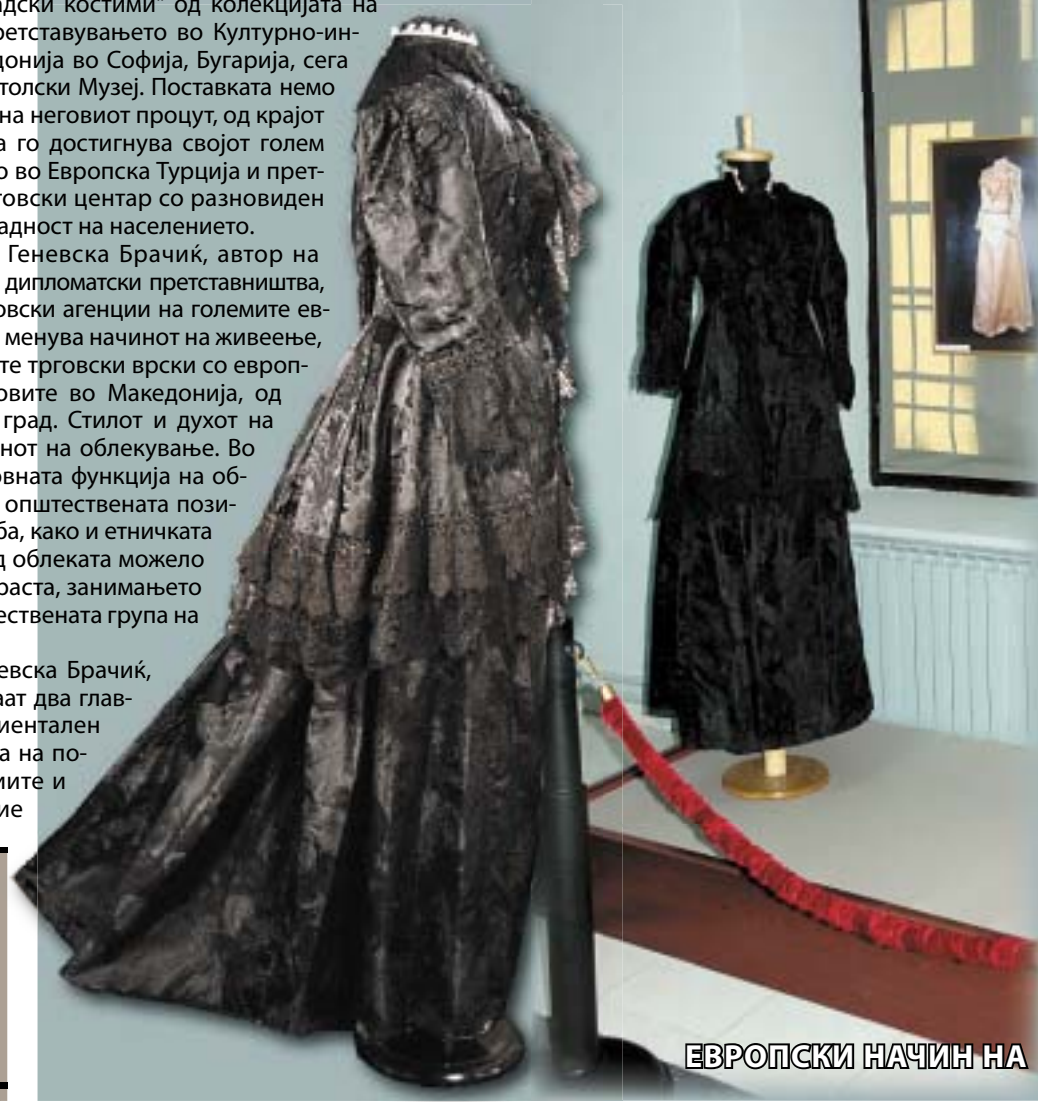 адски костими“ од колекцијата на
ретставувањето во Културно-ин-
донија во Софија, Бугарија, сега
толски Музеј. Поставката немо
на неговиот процут, од крајот
а го достигнува својот голем
о во Европска Турција и прет-
говски центар со разновиден
адност на населението.
Геневска Брачиќ, автор на
дипломатски претставништва,
овски агенции на големите ев-
менува начинот на живеење,
те трговски врски со европ-
овите во Македонија, од
град. Стилот и духот на
нот на облекување. Во
овната функција на об-
општествената пози-
ба, како и етничката
д облеката можело
раста, занимањето
ествената група на
евска Брачиќ,
аат два глав-
иентален
а на по-
мите и
ие
ЕВРОПСКИ НАЧИН НА